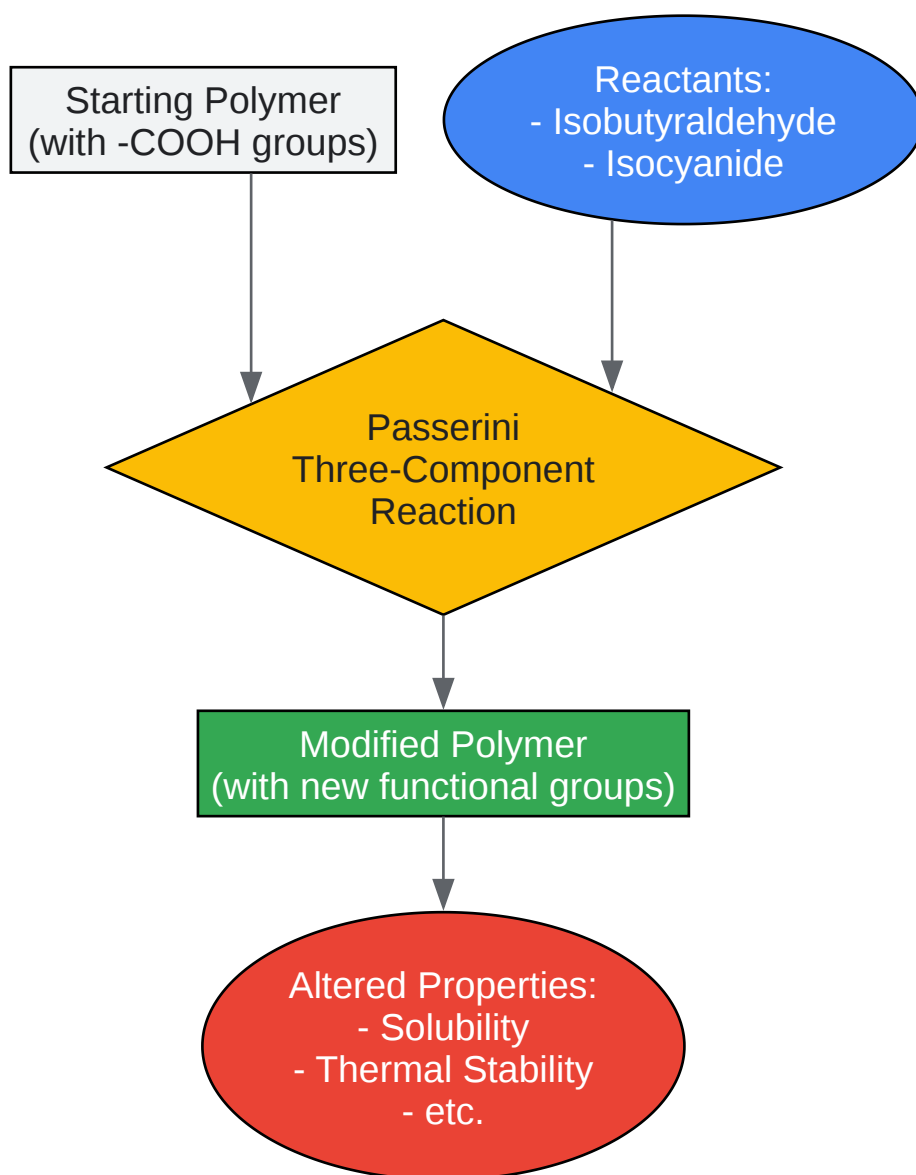 Starting Polymer
(with -COOH groups)
Reactants:
- Isobutyraldehyde
- Isocyanide
Passerini
Three-Component
Reaction
Modified Polymer
(with new functional groups)
Altered Properties:
- Solubility
- Thermal Stability
- etc.